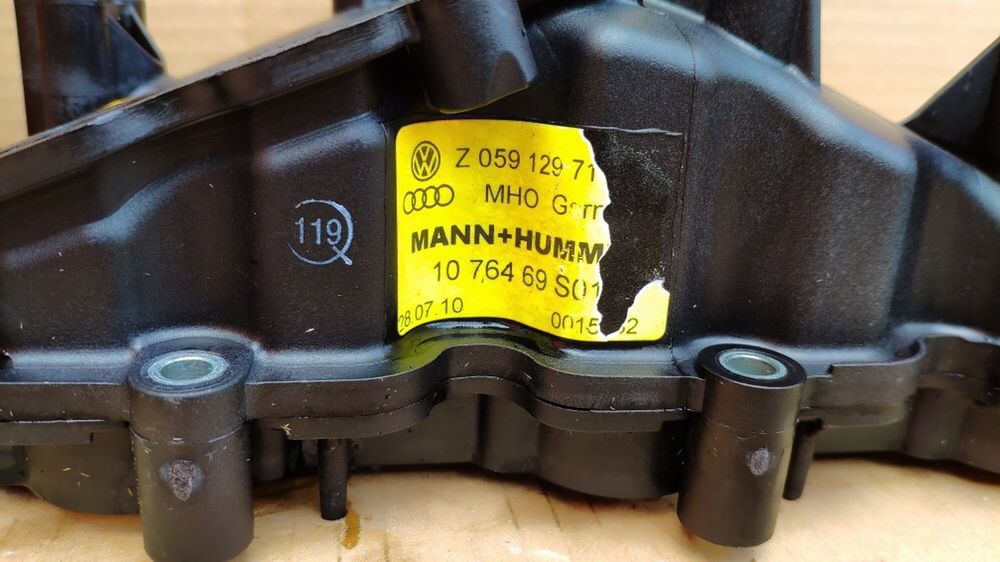 Z 059 129 71
MHO
MANN+HUMM
10 764 69 S01
28.07.10
119